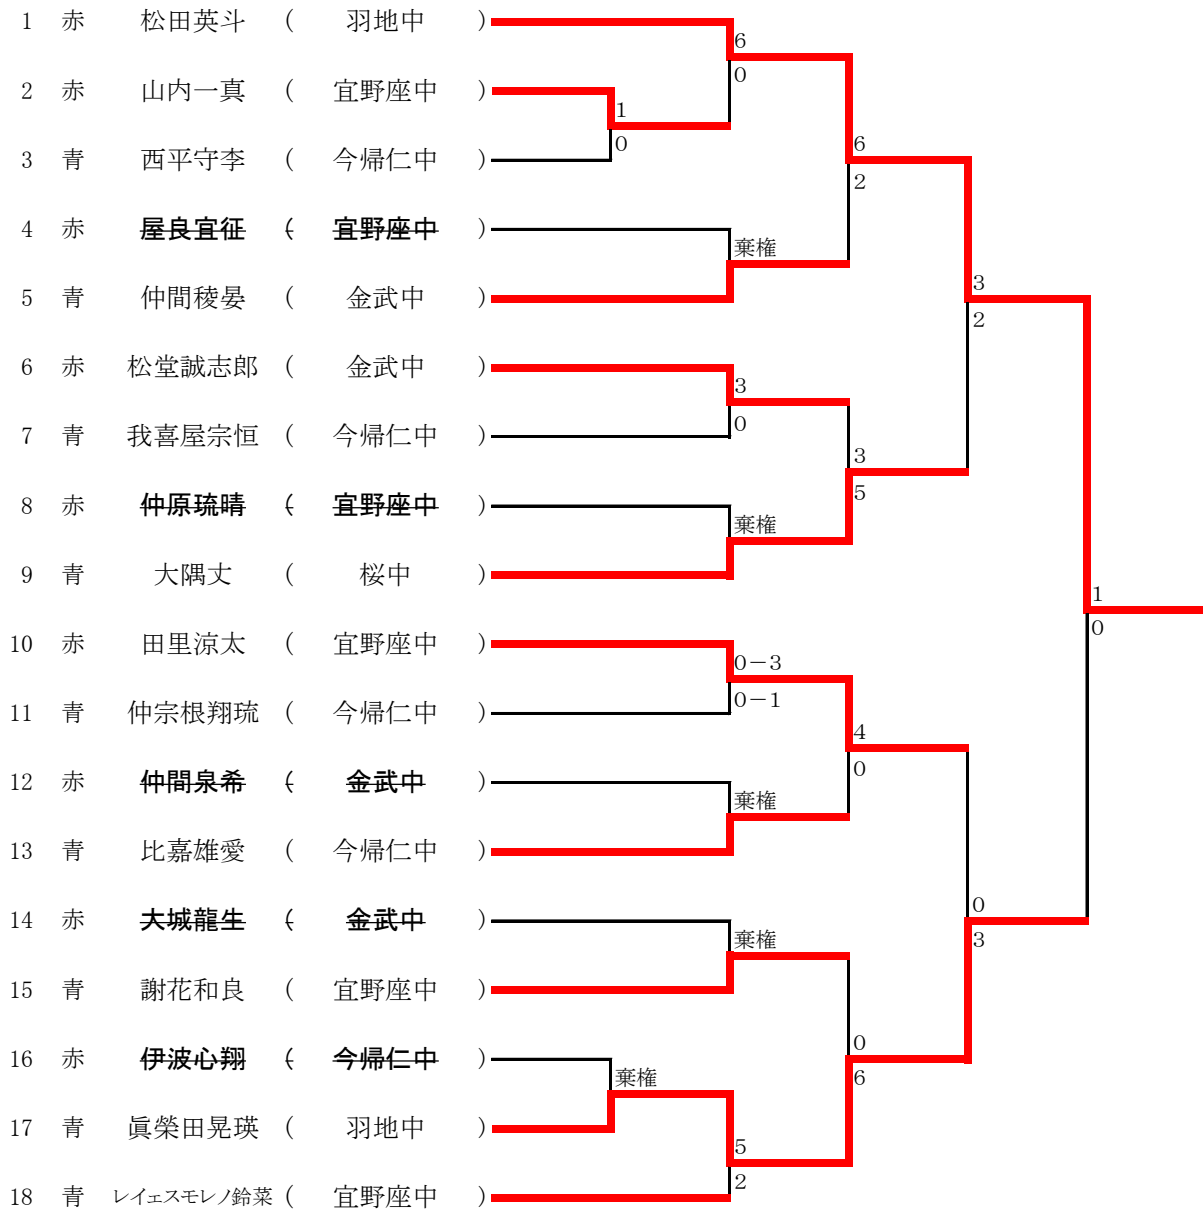 1 赤 松田英斗 ( 羽地中 )
6
0
2 赤 山内一真 ( 宜野座中 )
1
0
6
2
3 青 西平守李 ( 今帰仁中 )
4 赤 屋良宜征 ( 宜野座中 )
棄権
5 青 仲間稜晏 ( 金武中 )
3
2
6 赤 松堂誠志郎 ( 金武中 )
3
0
7 青 我喜屋宗恒 ( 今帰仁中 )
3
5
8 赤 仲原琉晴 ( 宜野座中 )
棄権
9 青 大隅丈 ( 桜中 )
1
0
10 赤 田里涼太 ( 宜野座中 )
0-3
0-1
11 青 仲宗根翔琉 ( 今帰仁中 )
4
0
12 赤 仲間泉希 ( 金武中 )
棄権
13 青 比嘉雄愛 ( 今帰仁中 )
14 赤 大城龍生 ( 金武中 )
0
3
棄権
15 青 謝花和良 ( 宜野座中 )
16 赤 伊波心翔 ( 今帰仁中 )
0
6
棄権
17 青 眞榮田晃瑛 ( 羽地中 )
5
2
18 青 レイェスモレノ鈴菜 ( 宜野座中 )